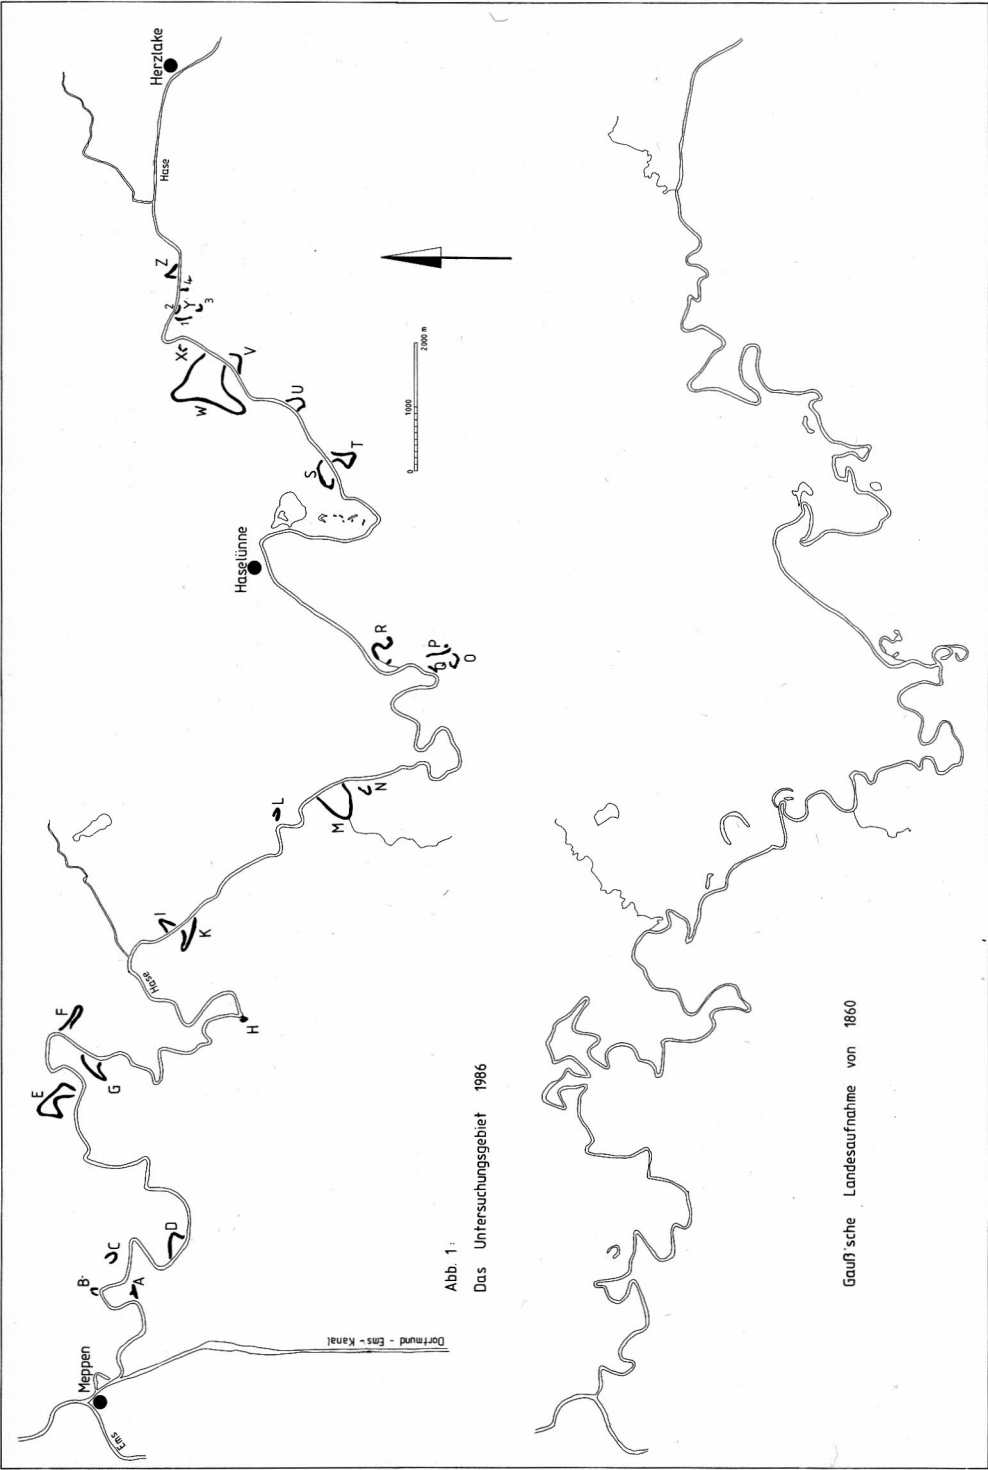 Meppen
Ems
Dortmund - Ems - Kanal
B
A
C
D
E
F
G
H
Hase
I
K
L
M
N
O
P
Q
R
Haselünne
S
T
U
V
W
X
Y
1
2
3
4
Z
Hase
Herzlake
0
1000
2000 m
Abb. 1:
Das Untersuchungsgebiet 1986
Gauß'sche Landesaufnahme von 1860